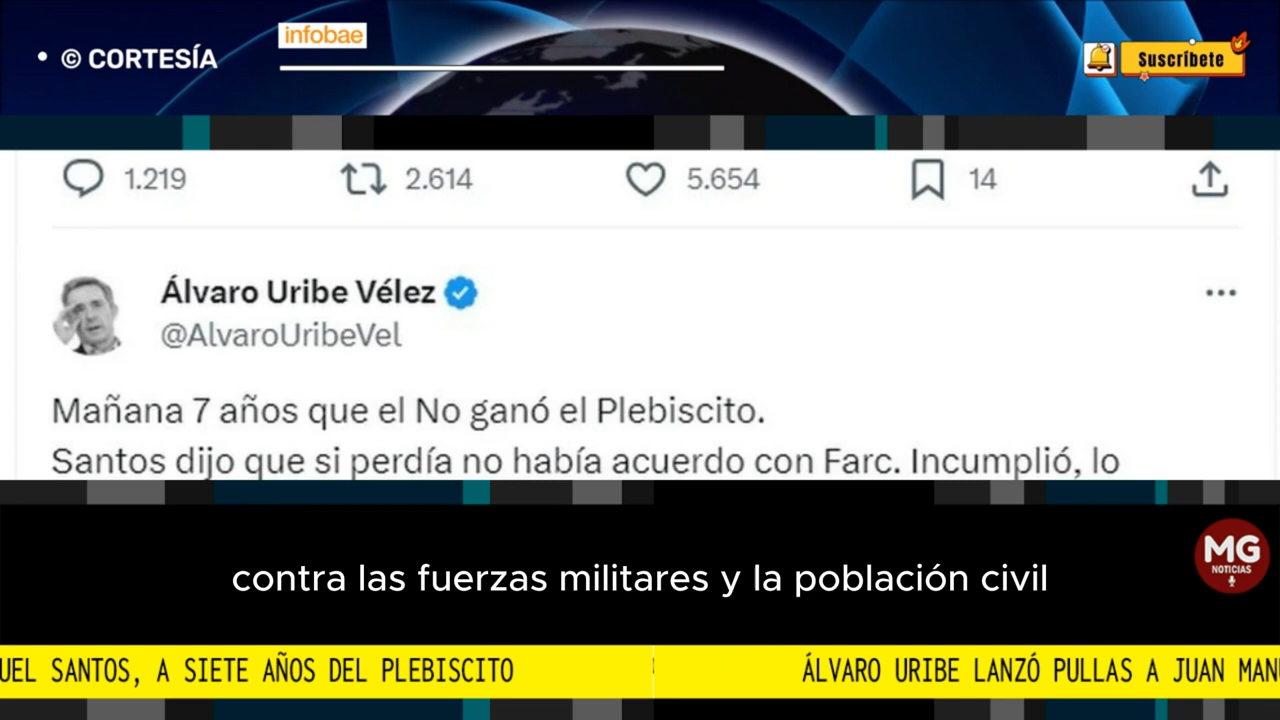 • © CORTESÍA
infobae
Suscríbete
1.219 2.614 5.654 14
Álvaro Uribe Vélez
@AlvaroUribeVel
Mañana 7 años que el No ganó el Plebiscito.
Santos dijo que si perdía no había acuerdo con Farc. Incumplió, lo
contra las fuerzas militares y la población civil
MG
NOTICIAS
UEL SANTOS, A SIETE AÑOS DEL PLEBISCITO ÁLVARO URIBE LANZÓ PULLAS A JUAN MAN